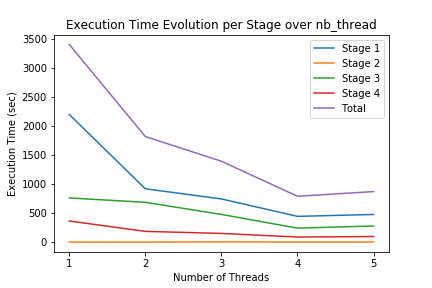 Execution Time Evolution per Stage over nb_thread
3500
3000
2500
2000
1500
1000
500
0
Execution Time (sec)
Stage 1
Stage 2
Stage 3
Stage 4
Total
1 2 3 4 5
Number of Threads